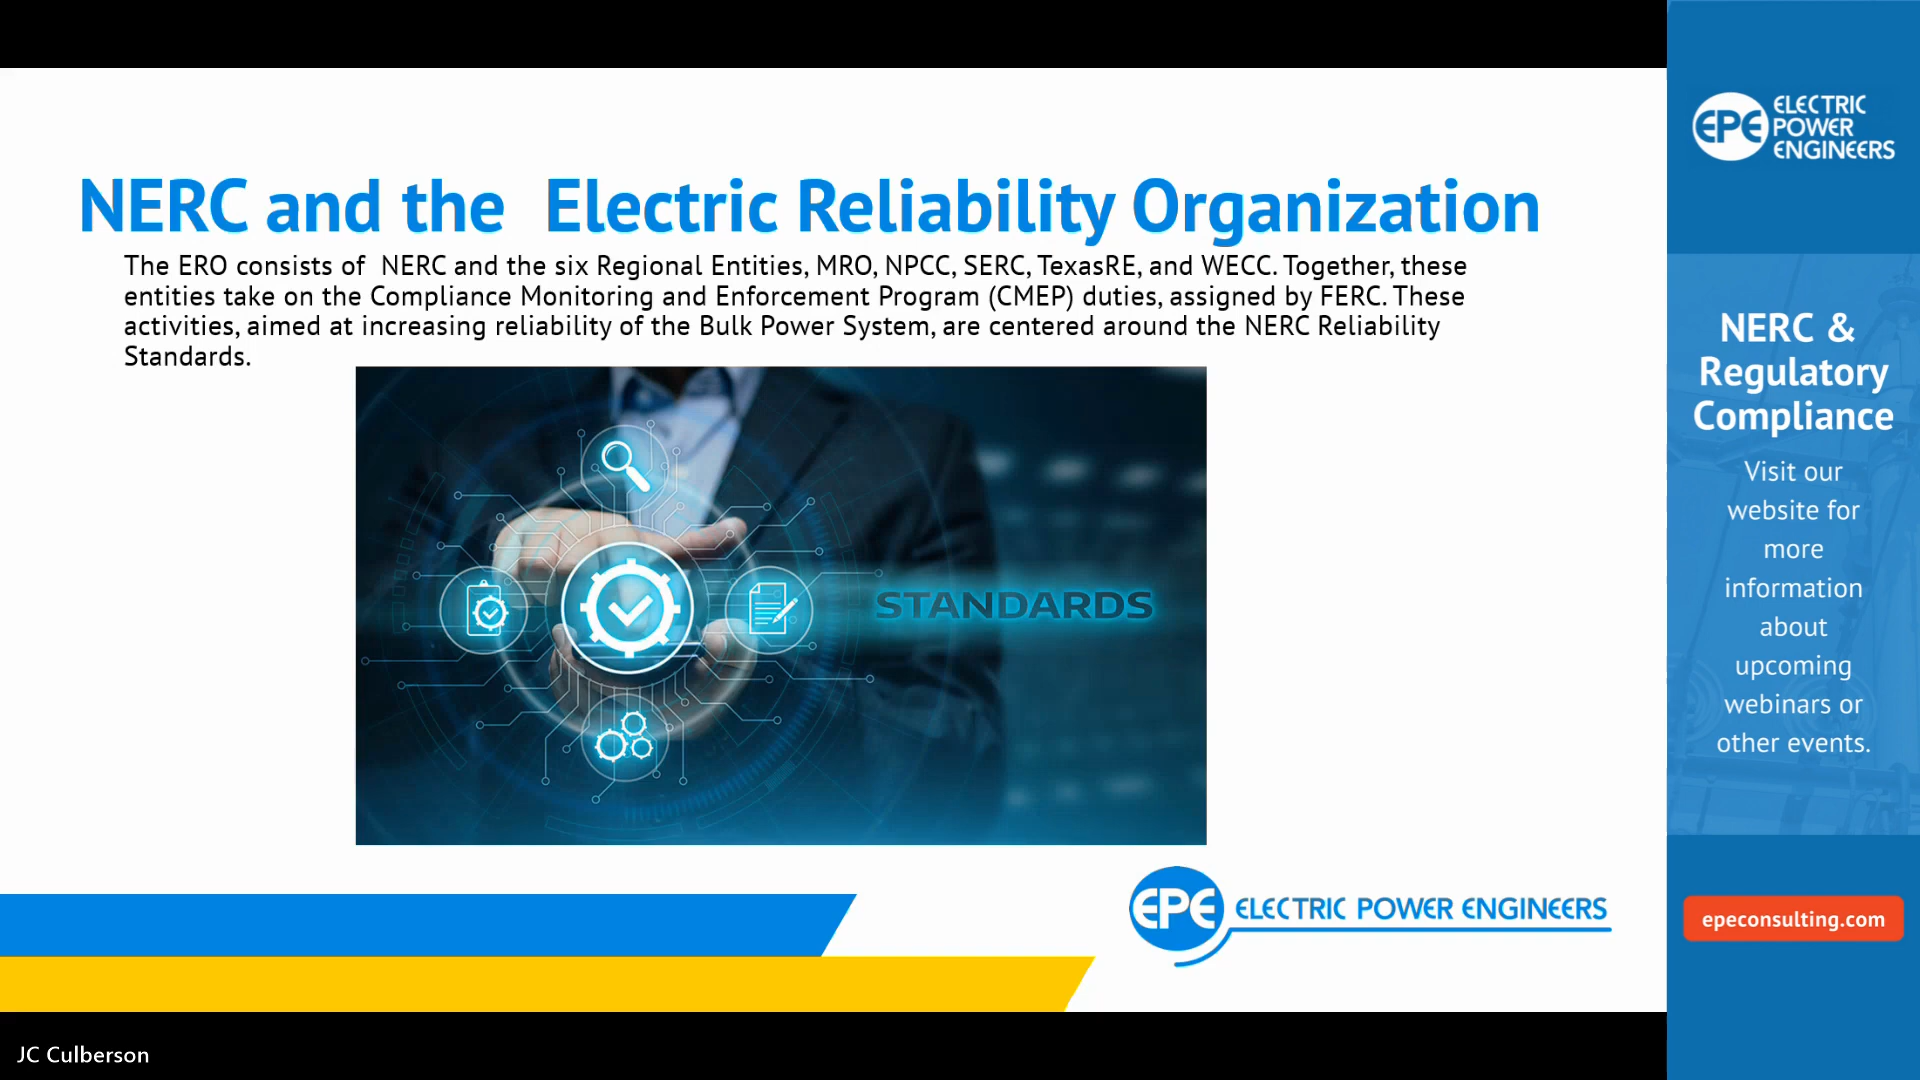 NERC and the  Electric Reliability Organization
The ERO consists of  NERC and the six Regional Entities, MRO, NPCC, SERC, TexasRE, and WECC. Together, these
entities take on the Compliance Monitoring and Enforcement Program (CMEP) duties, assigned by FERC. These
activities, aimed at increasing reliability of the Bulk Power System, are centered around the NERC Reliability
Standards.
STANDARDS
EPE ELECTRIC POWER ENGINEERS
JC Culberson
EPE
ELECTRIC
POWER
ENGINEERS
NERC &
Regulatory
Compliance
Visit our
website for
more
information
about
upcoming
webinars or
other events.
epeconsulting.com